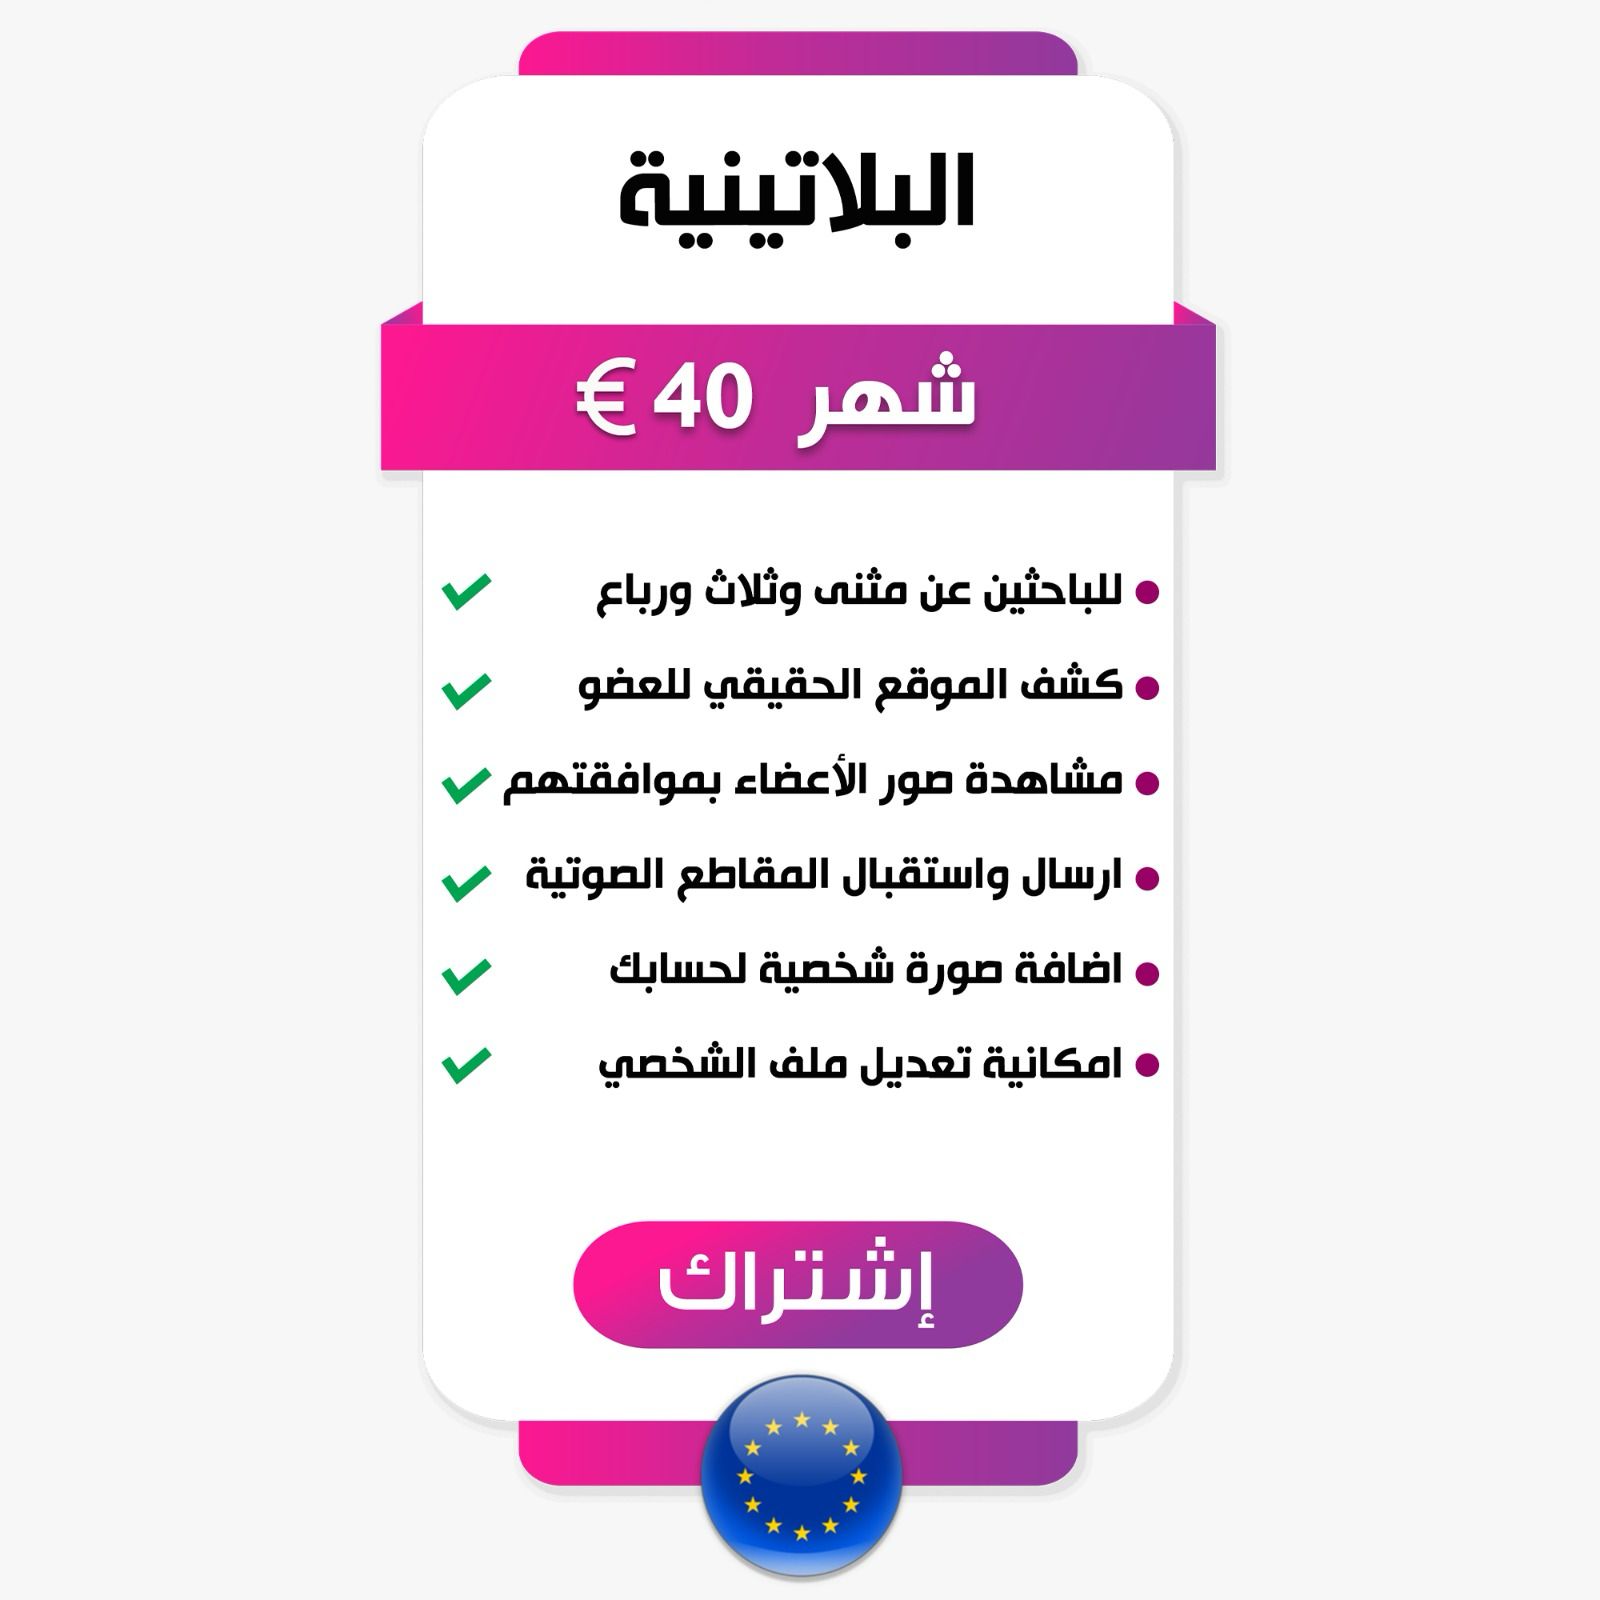 البلاتينية
شهر 40 €
للباحثين عن مثنى وثلاث ورباع
كشف الموقع الحقيقي للعضو
مشاهدة صور الأعضاء بموافقتهم
ارسال واستقبال المقاطع الصوتية
اضافة صورة شخصية لحسابك
امكانية تعديل ملف الشخصي
إشتراك